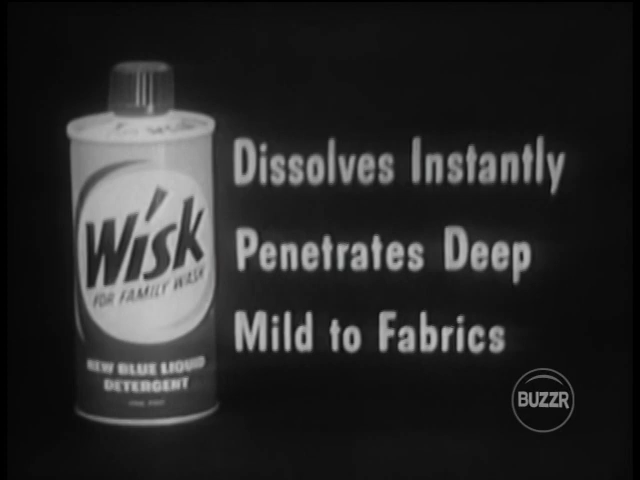 Wisk
FOR FAMILY WASH
NEW BLUE LIQUID
DETERGENT
Dissolves Instantly
Penetrates Deep
Mild to Fabrics
BUZZR